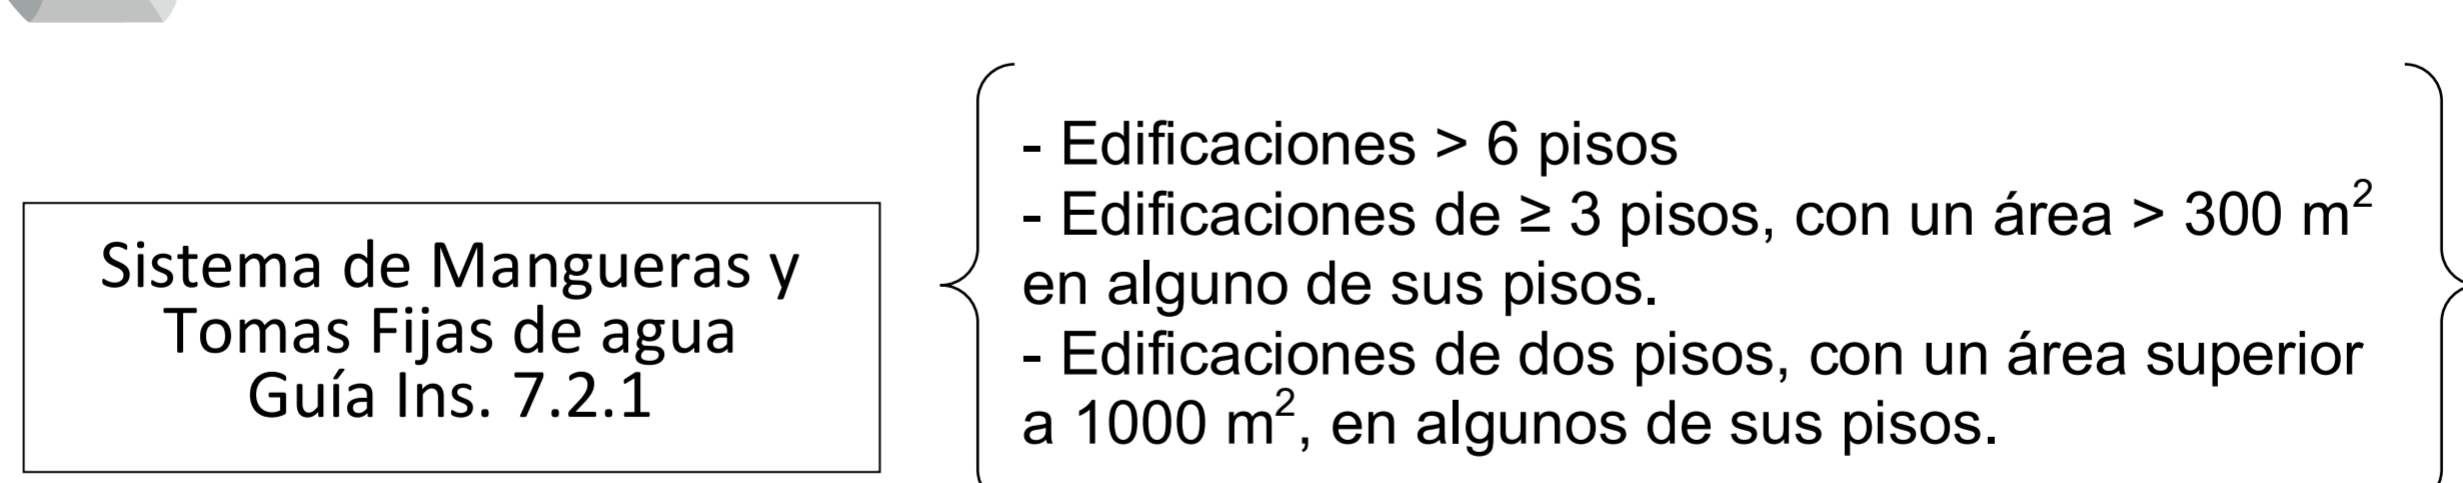 Sistema de Mangueras y
Tomas Fijas de agua
Guía Ins. 7.2.1
- Edificaciones > 6 pisos
- Edificaciones de ≥ 3 pisos, con un área > 300 m²
en alguno de sus pisos.
- Edificaciones de dos pisos, con un área superior
a 1000 m², en algunos de sus pisos.